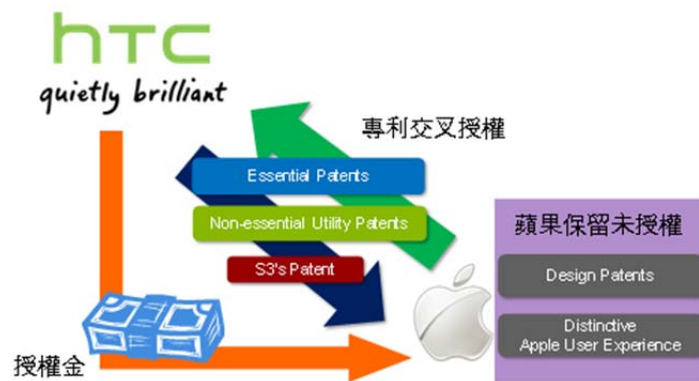 hTC
quietly brilliant
專利交叉授權
Essential Patents
Non-essential Utility Patents
S3's Patent
蘋果保留未授權
Design Patents
Distinctive
Apple User Experience
授權金